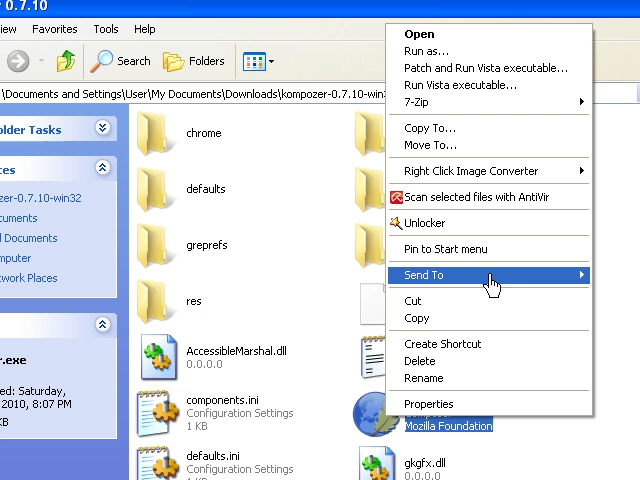 0.7.10
Favorites
Tools
Help
Search
Folders
\Documents and Settings\User\My Documents\Downloads\kompozer-0.7.10-win3
older Tasks
zer-0.7.10-win32
uments
Documents
mputer
twork Places
r.exe
ed: Saturday,
2010, 8:07 PM
KB
chrome
defaults
greprefs
res
AccessibleMarshal.dll
0.0.0.0
components.ini
Configuration Settings
1 KB
defaults.ini
Configuration Settings
1 KB
Mozilla Foundation
gkgfx.dll
0.0.0.0
Open
Run as...
Patch and Run Vista executable...
Run Vista executable...
7-Zip
Copy To...
Move To...
Right Click Image Converter
Scan selected files with AntiVir
Unlocker
Pin to Start menu
Send To
Cut
Copy
Create Shortcut
Delete
Rename
Properties